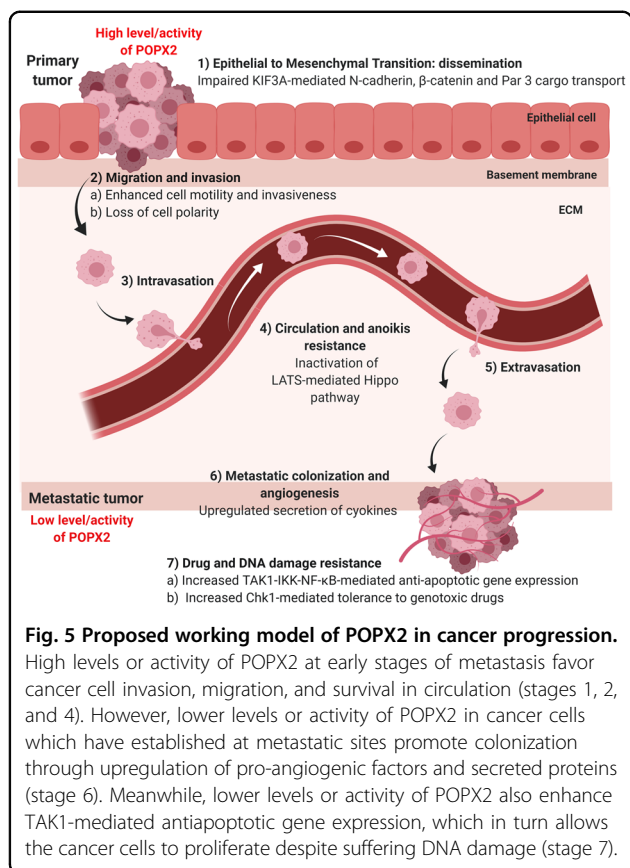 High level/activity
of POPX2
Primary
tumor
1) Epithelial to Mesenchymal Transition: dissemination
Impaired KIF3A-mediated N-cadherin, β-catenin and Par 3 cargo transport
Epithelial cell
Basement membrane
2) Migration and invasion
a) Enhanced cell motility and invasiveness
b) Loss of cell polarity
ECM
3) Intravasation
4) Circulation and anoikis
resistance
Inactivation of
LATS-mediated Hippo
pathway
5) Extravasation
6) Metastatic colonization and
angiogenesis
Upregulated secretion of cyokines
Metastatic tumor
Low level/activity
of POPX2
7) Drug and DNA damage resistance
a) Increased TAK1-IKK-NF-κB-mediated anti-apoptotic gene expression
b) Increased Chk1-mediated tolerance to genotoxic drugs
Fig. 5 Proposed working model of POPX2 in cancer progression.
High levels or activity of POPX2 at early stages of metastasis favor
cancer cell invasion, migration, and survival in circulation (stages 1, 2,
and 4). However, lower levels or activity of POPX2 in cancer cells
which have established at metastatic sites promote colonization
through upregulation of pro-angiogenic factors and secreted proteins
(stage 6). Meanwhile, lower levels or activity of POPX2 also enhance
TAK1-mediated antiapoptotic gene expression, which in turn allows
the cancer cells to proliferate despite suffering DNA damage (stage 7).